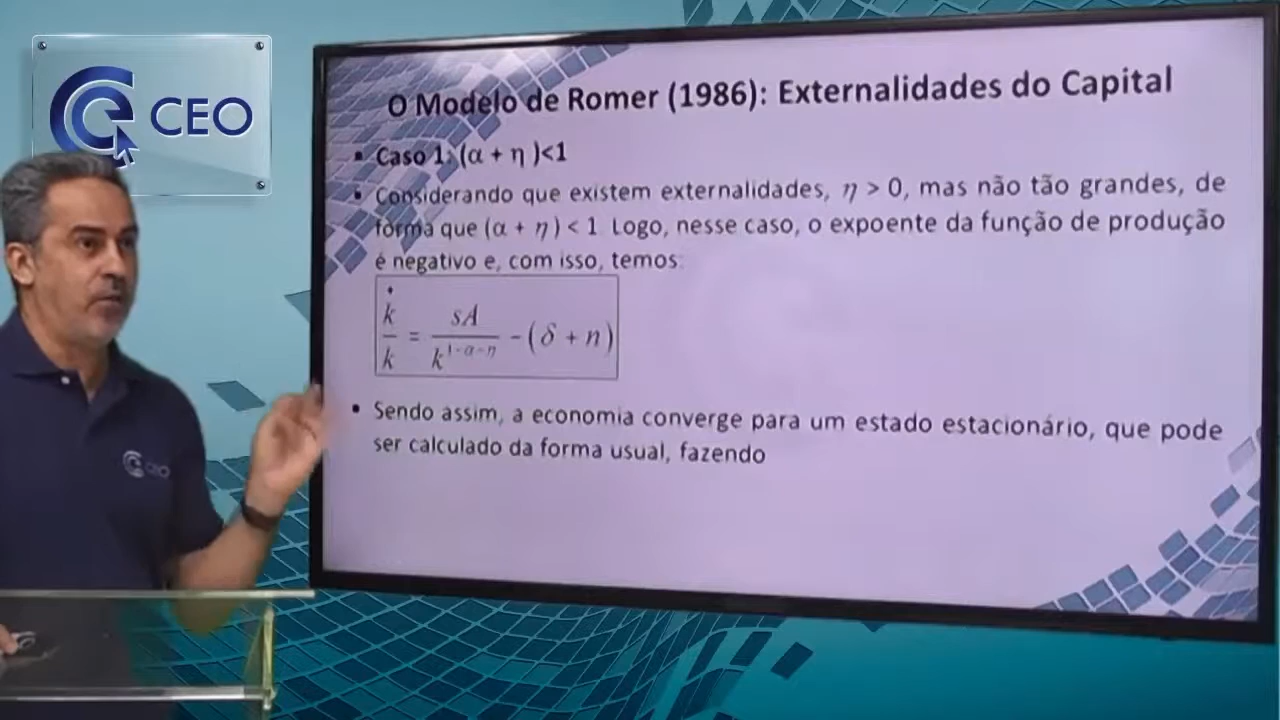 CEO
O Modelo de Romer (1986): Externalidades do Capital
▪ Caso 1: (α + η )<1
• Considerando que existem externalidades, η > 0, mas não tão grandes, de
forma que (α + η ) < 1 Logo, nesse caso, o expoente da função de produção
é negativo e, com isso, temos:
k̇/k = sA/k^(1-α-η) - (δ + n)
• Sendo assim, a economia converge para um estado estacionário, que pode
ser calculado da forma usual, fazendo
CEO